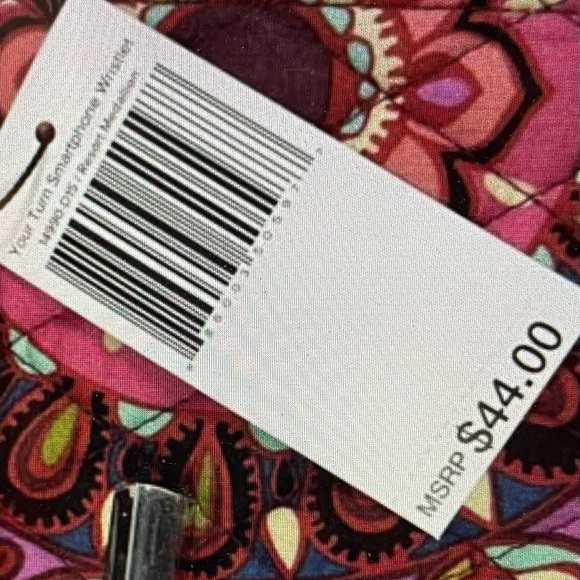 Your Turn Smartphone Wristlet
14990-D15 Resort Medallion
MSRP $44.00